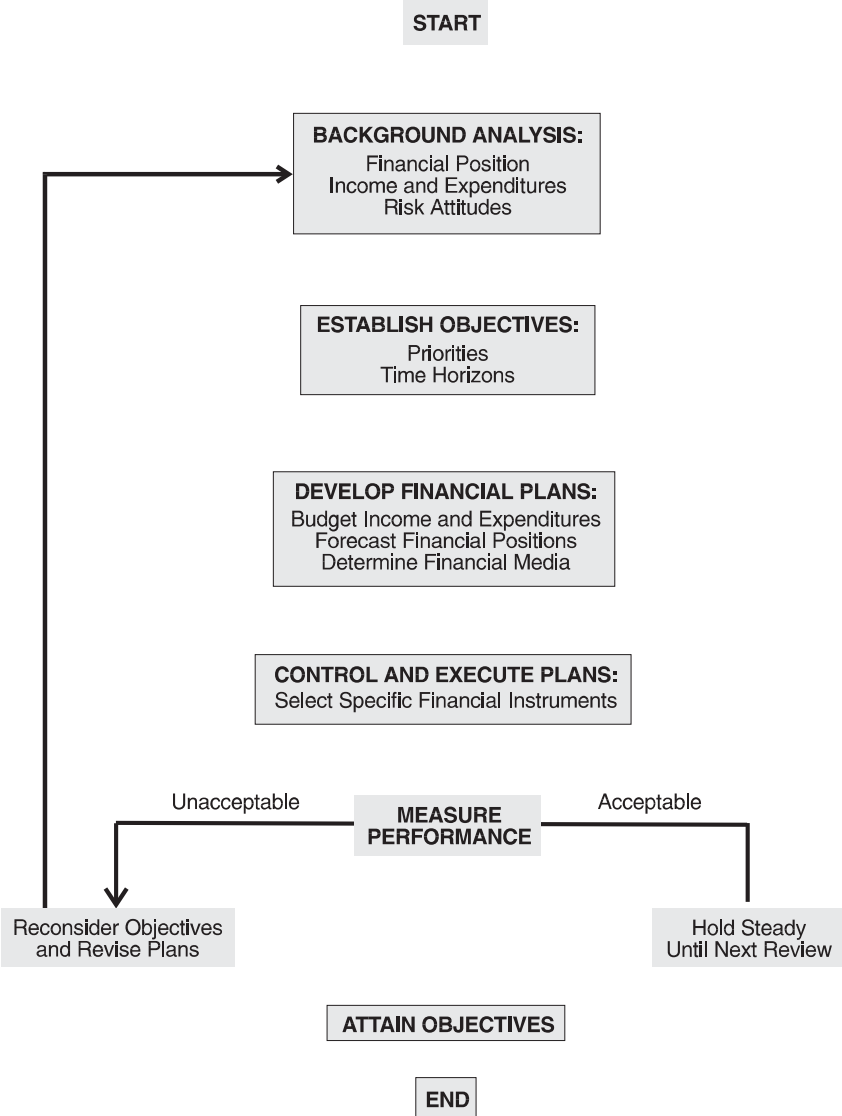 START
BACKGROUND ANALYSIS:
Financial Position
Income and Expenditures
Risk Attitudes
ESTABLISH OBJECTIVES:
Priorities
Time Horizons
DEVELOP FINANCIAL PLANS:
Budget Income and Expenditures
Forecast Financial Positions
Determine Financial Media
CONTROL AND EXECUTE PLANS:
Select Specific Financial Instruments
Unacceptable
MEASURE
PERFORMANCE
Acceptable
Reconsider Objectives
and Revise Plans
Hold Steady
Until Next Review
ATTAIN OBJECTIVES
END